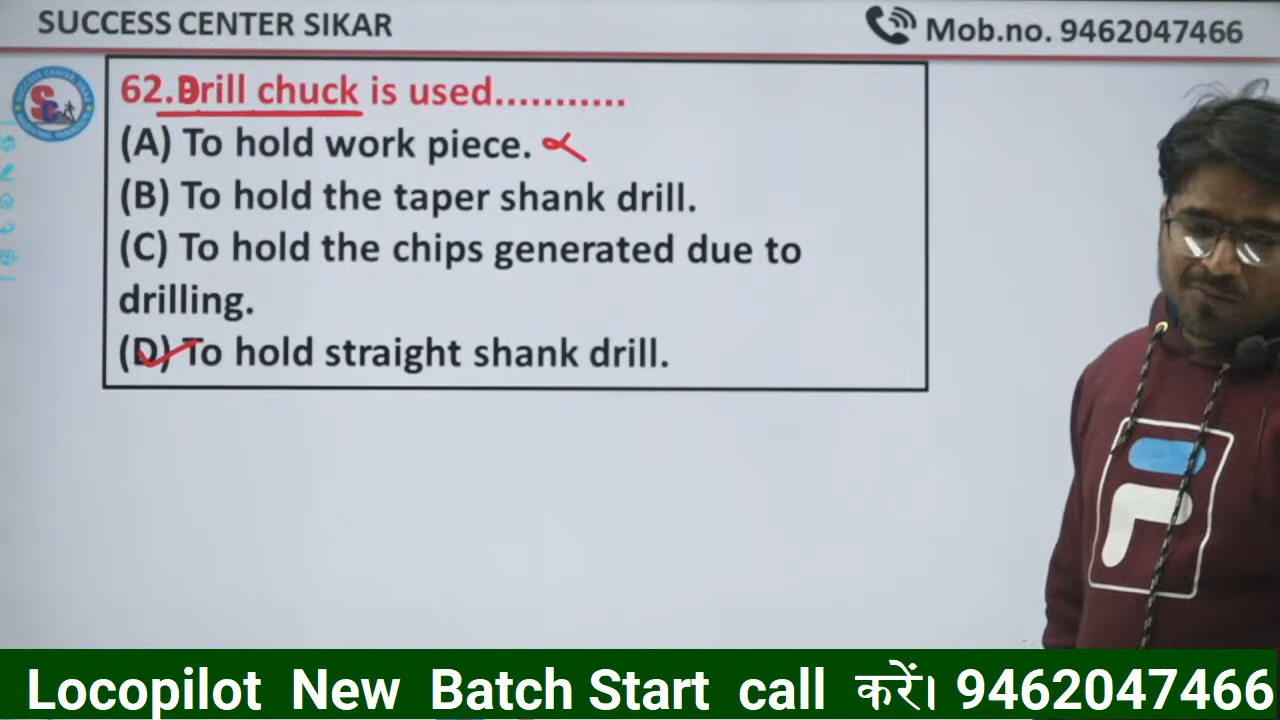 SUCCESS CENTER SIKAR
Mob.no. 9462047466
62.Drill chuck is used...........
(A) To hold work piece.
(B) To hold the taper shank drill.
(C) To hold the chips generated due to
drilling.
(D) To hold straight shank drill.
Locopilot New Batch Start call करें। 9462047466